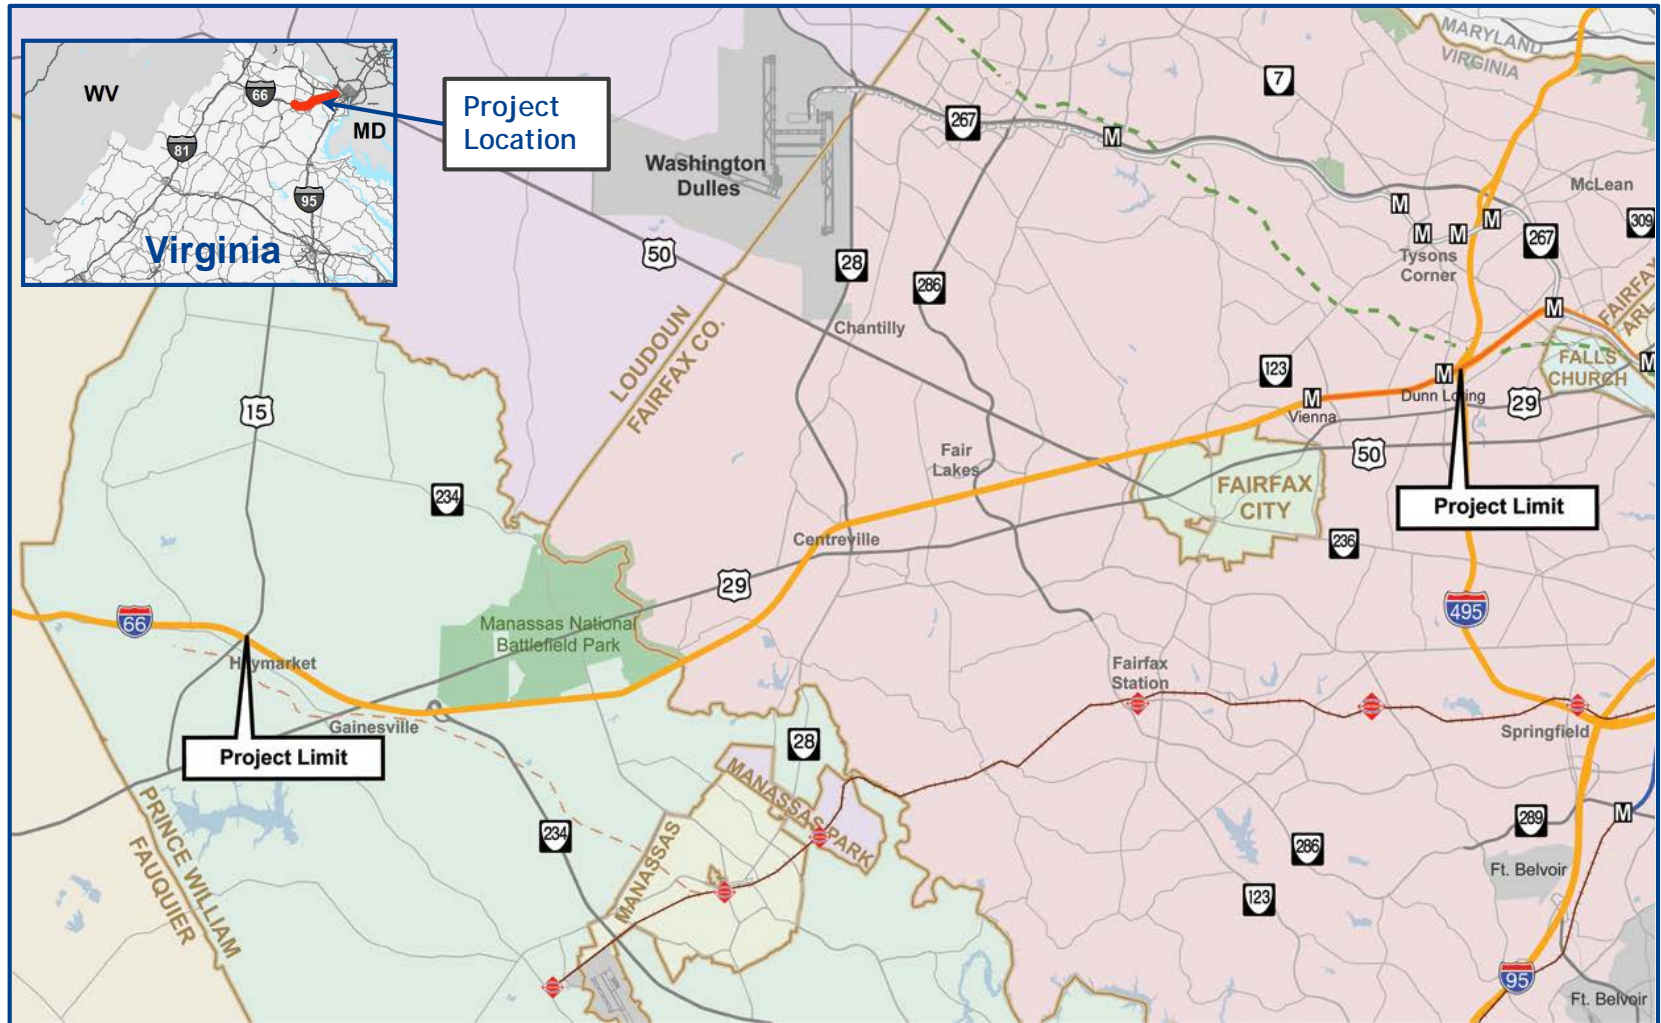 WV
66
81
MD
95
Virginia
Project
Location
MARYLAND
VIRGINIA
7
267
M
Washington
Dulles
McLean
M
M
M
M
309
M
267
Tysons
Corner
50
28
286
LOUDOUN
FAIRFAX CO.
Chantilly
M
FAIRFAX
ARL
FALLS
CHURCH
M
123
M
Dunn Loring
M
Vienna
29
15
50
Fair
Lakes
234
FAIRFAX
CITY
Project Limit
236
Centreville
29
495
66
Manassas National
Battlefield Park
Haymarket
Gainesville
Project Limit
Fairfax
Station
Springfield
28
MANASSAS PARK
MANASSAS
PRINCE WILLIAM
FAUQUIER
234
289
M
286
Ft. Belvoir
123
95
Ft. Belvoir